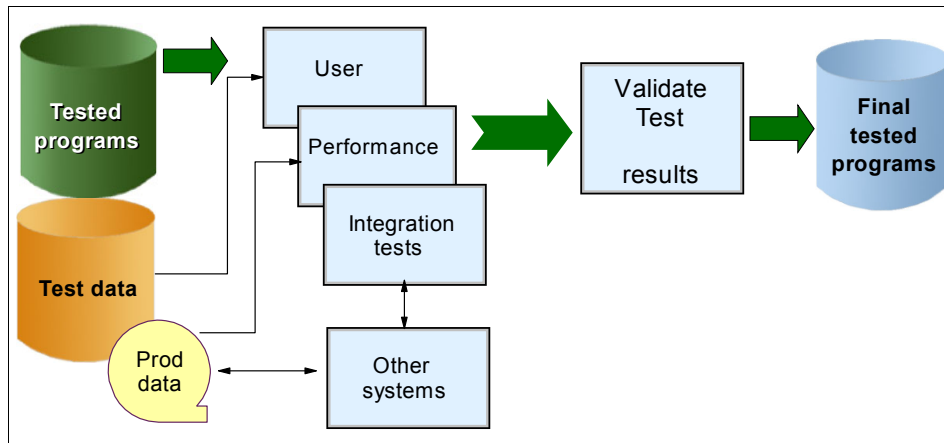 Tested
programs
User
Performance
Integration
tests
Validate
Test
results
Final
tested
programs
Test data
Prod
data
Other
systems